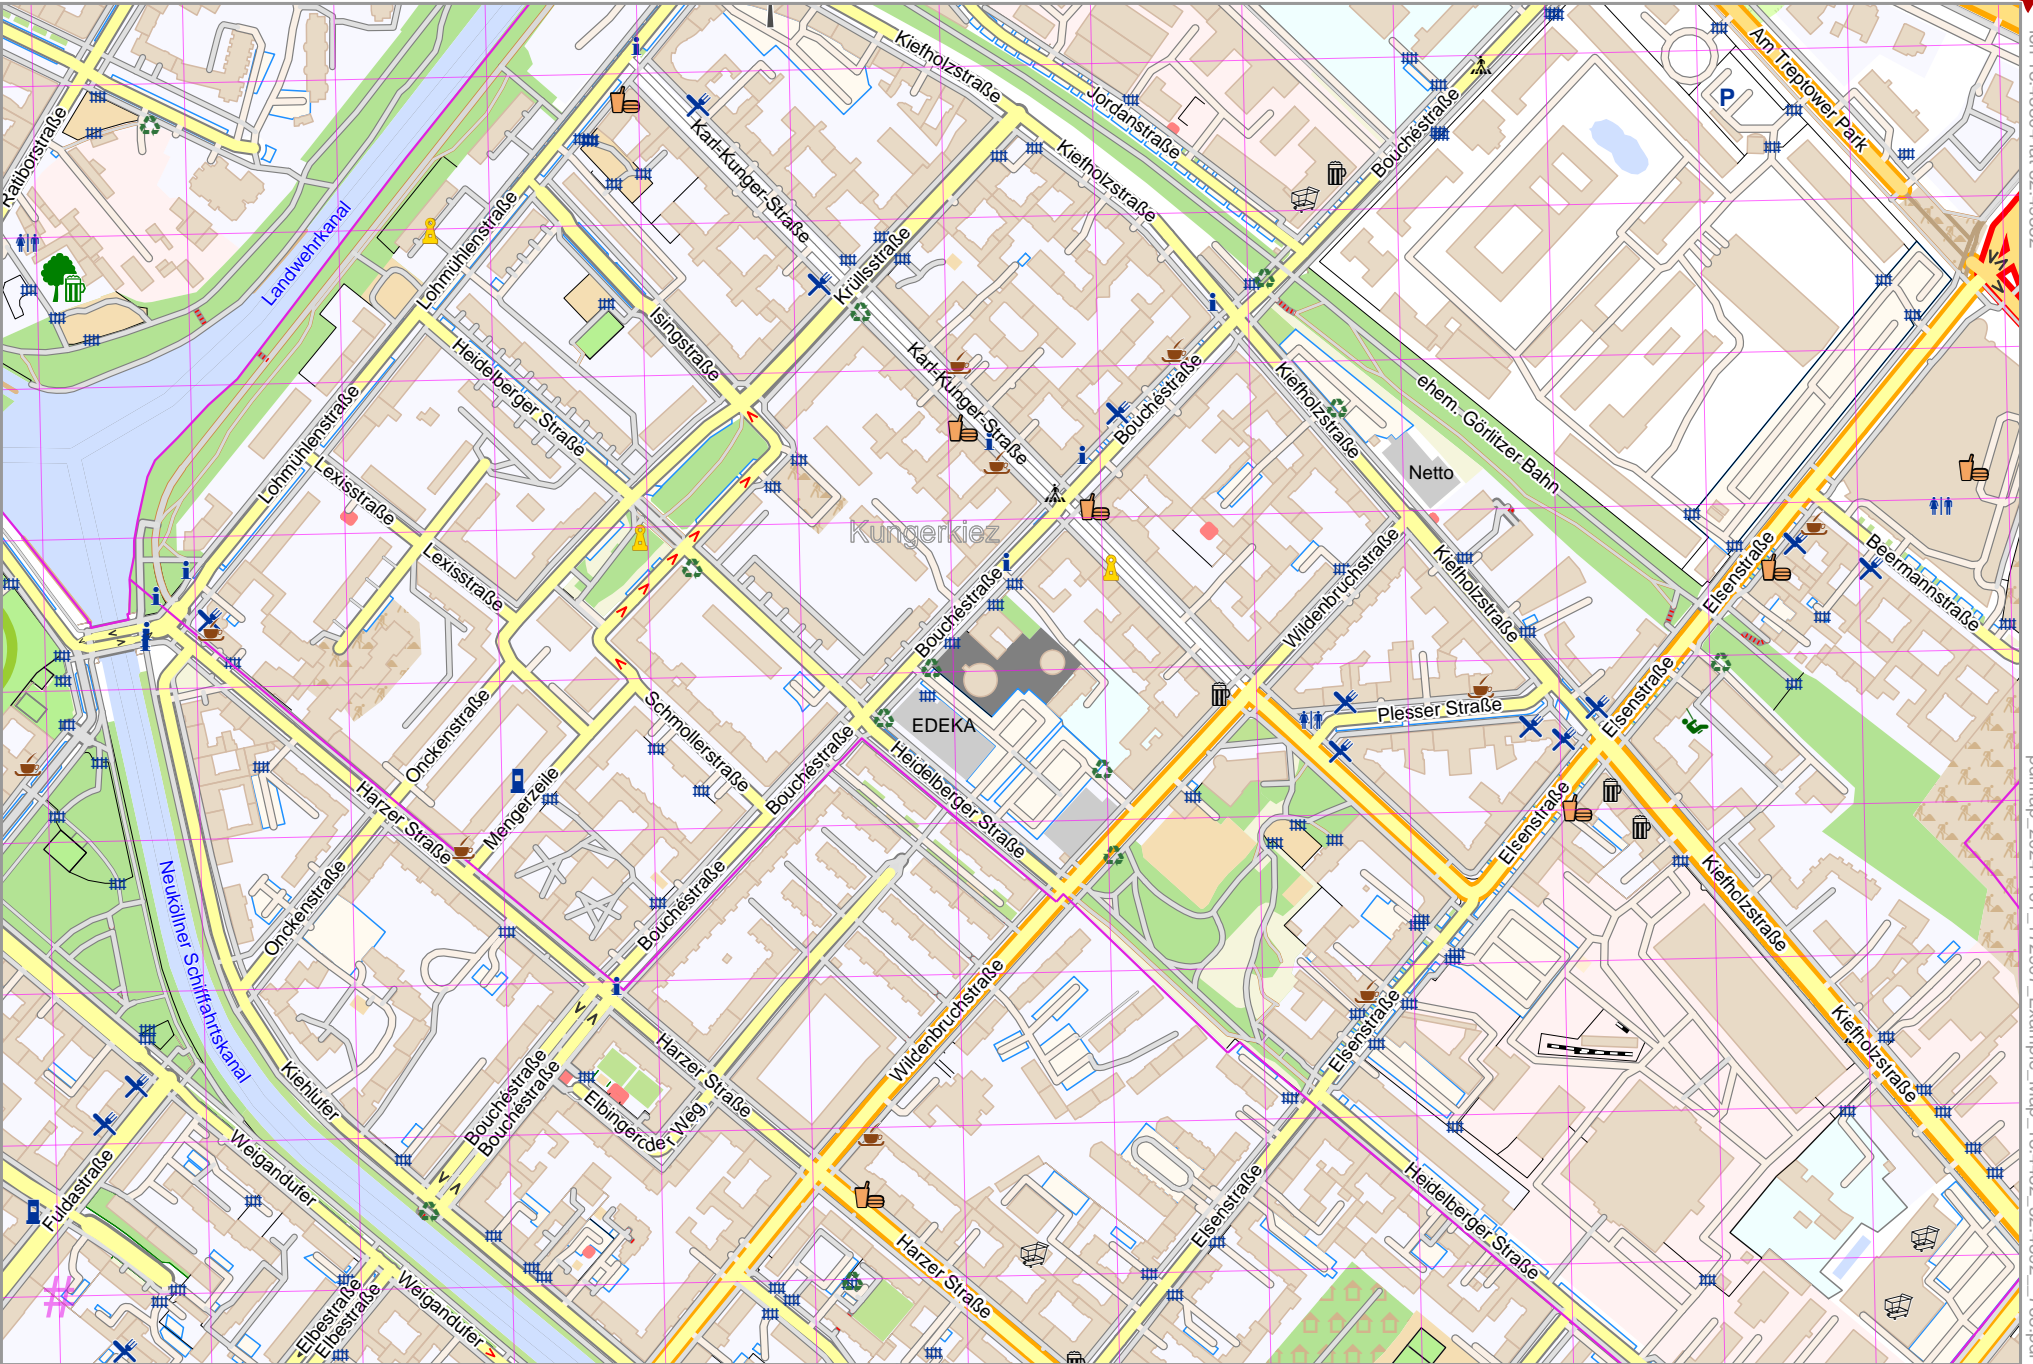 Kiefholzstraße
Am Treptower Park
Jordanstraße
P
Ratiborstraße
Karl-Kunger-Straße
Bouchéstraße
Kiefholzstraße
Landwehrkanal
Lohmühlenstraße
Krüllsstraße
Isingstraße
Heidelberger Straße
Karl-Kunger-Straße
Bouchéstraße
Kiefholzstraße
ehem. Görlitzer Bahn
Lohmühlenstraße
Lexisstraße
Netto
Kungerkiez
Lexisstraße
Bouchéstraße
Wildenbruchstraße
Kiefholzstraße
Elsenstraße
Beermannstraße
Onckenstraße
Schmollerstraße
EDEKA
Plesser Straße
Elsenstraße
Harzer Straße
Mengerzeile
Bouchéstraße
Heidelberger Straße
Elsenstraße
Onckenstraße
Bouchéstraße
Kiefholzstraße
Neuköllner Schifffahrtskanal
Wildenbruchstraße
Elsenstraße
Kiefholzstraße
Kiehlufer
Bouchéstraße
Bouchéstraße
Harzer Straße
Elbingeroder Weg
Weigandufer
Fuldastraße
Elsenstraße
Heidelberger Straße
Harzer Straße
Weigandufer
Elbestraße
Elbestraße
#